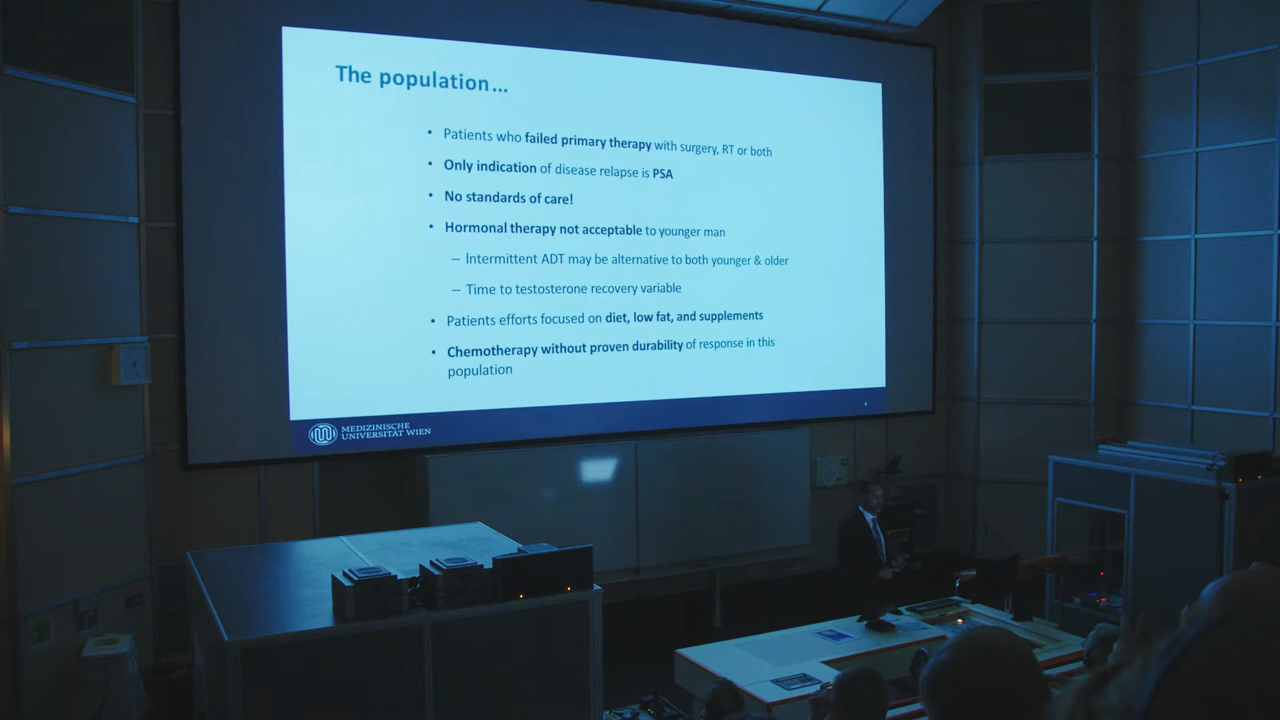 The population...
• Patients who failed primary therapy with surgery, RT or both
• Only indication of disease relapse is PSA
• No standards of care!
• Hormonal therapy not acceptable to younger man
– Intermittent ADT may be alternative to both younger & older
– Time to testosterone recovery variable
• Patients efforts focused on diet, low fat, and supplements
• Chemotherapy without proven durability of response in this
population
MEDIZINISCHE
UNIVERSITÄT WIEN